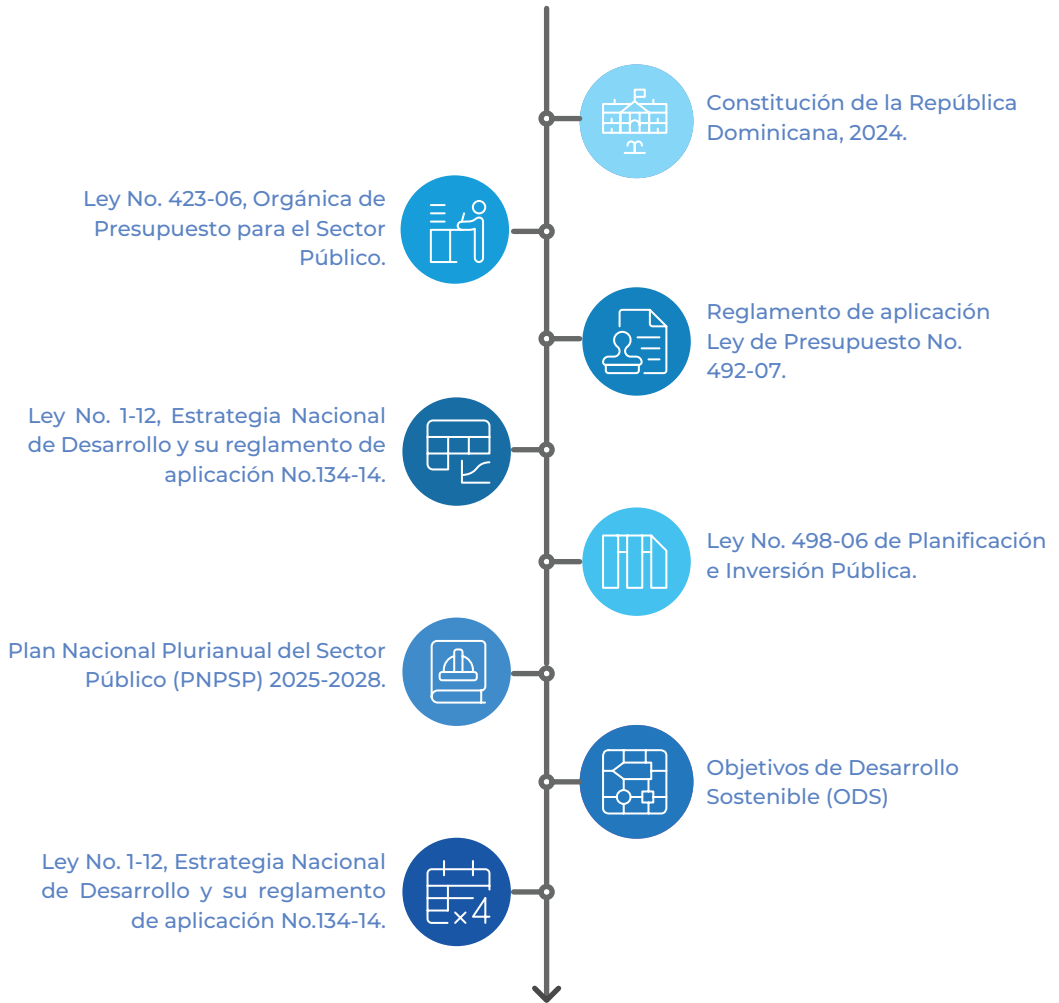 Constitución de la República
Dominicana, 2024.
Ley No. 423-06, Orgánica de
Presupuesto para el Sector
Público.
Reglamento de aplicación
Ley de Presupuesto No.
492-07.
Ley No. 1-12, Estrategia Nacional
de Desarrollo y su reglamento de
aplicación No.134-14.
Ley No. 498-06 de Planificación
e Inversión Pública.
Plan Nacional Plurianual del Sector
Público (PNPSP) 2025-2028.
Objetivos de Desarrollo
Sostenible (ODS)
Ley No. 1-12, Estrategia Nacional
de Desarrollo y su reglamento
de aplicación No.134-14.
×4